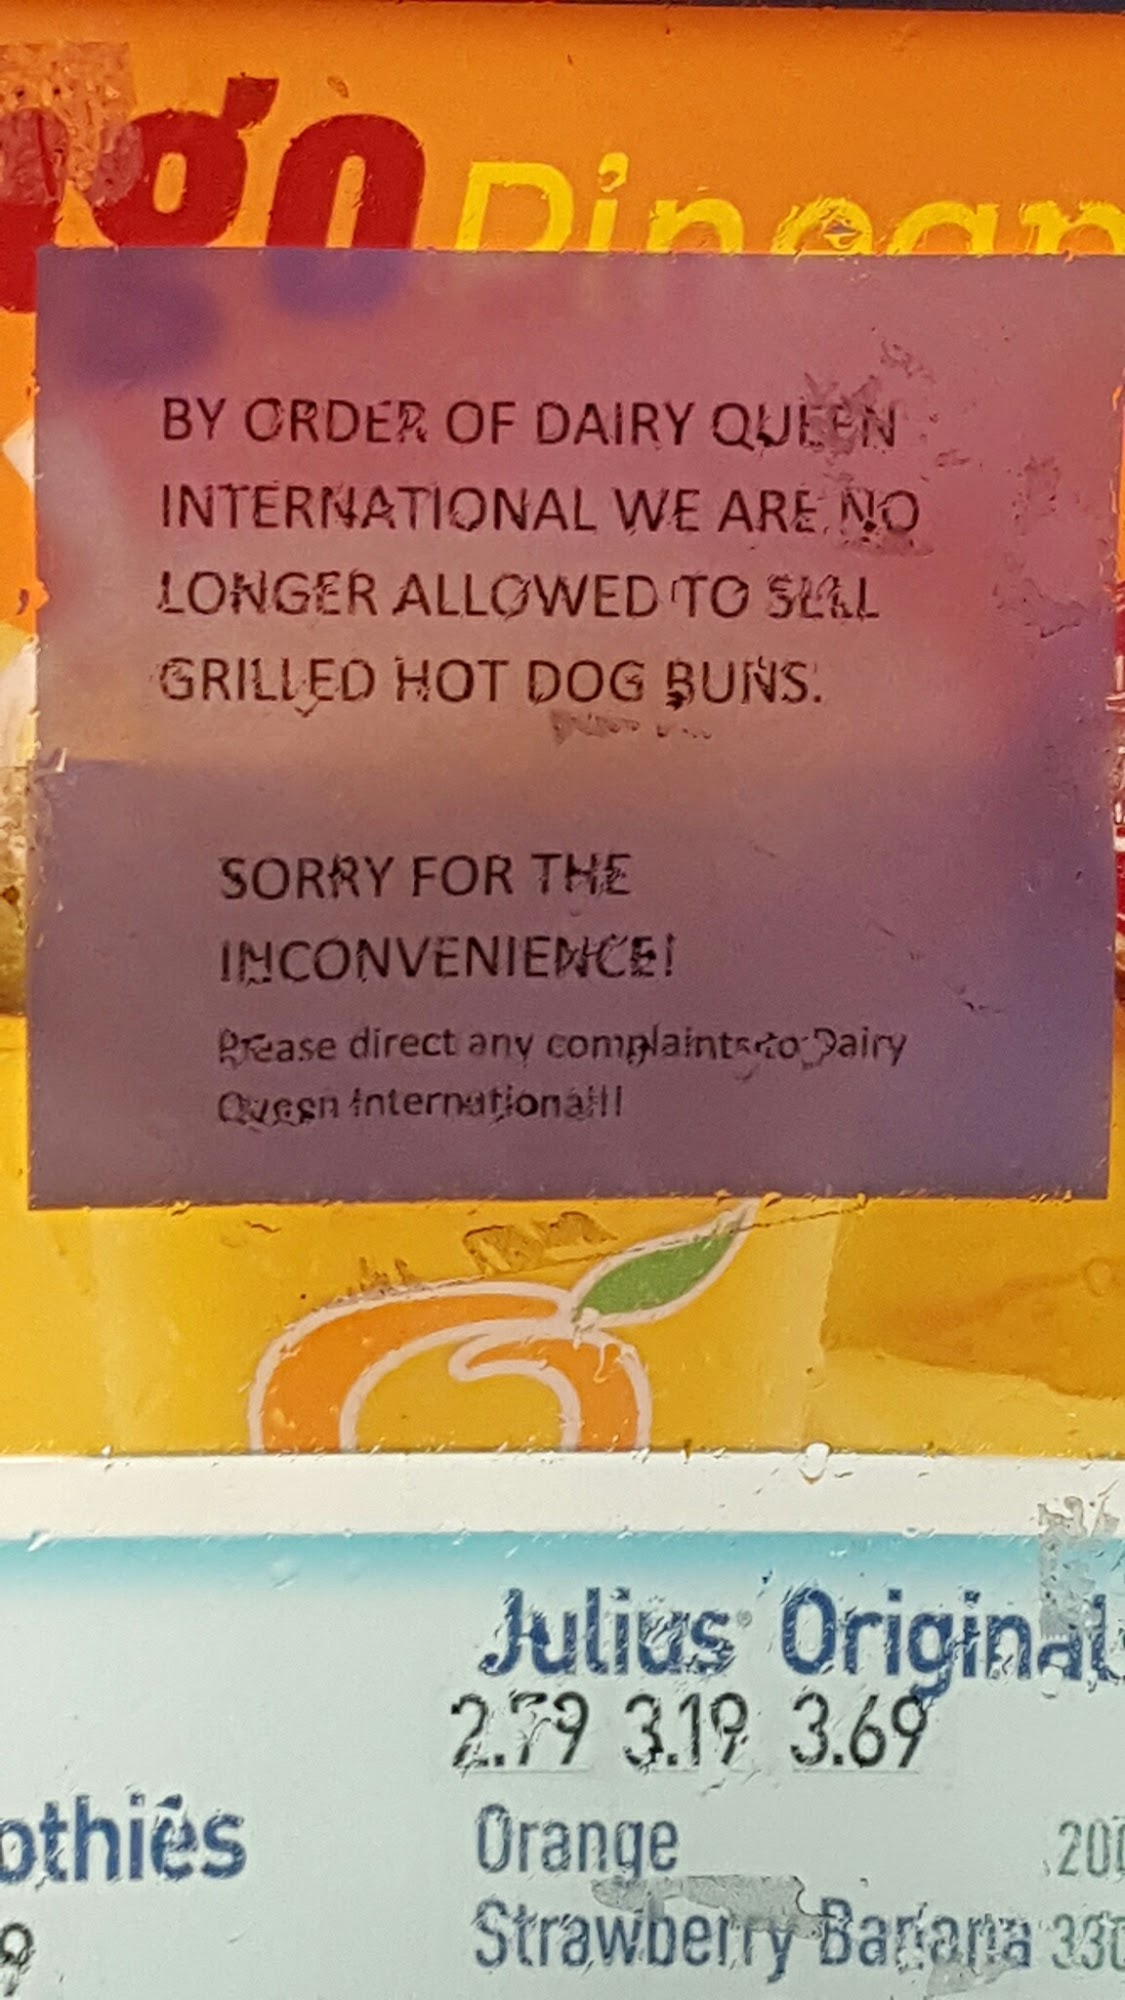 BY ORDER OF DAIRY QUEEN
INTERNATIONAL WE ARE NO
LONGER ALLOWED TO SELL
GRILLED HOT DOG BUNS.
SORRY FOR THE
INCONVENIENCE!
Please direct any complaints to Dairy
Queen International!!
Julius® Original
2.79 3.19 3.69
othies
Orange
Strawberry Banana